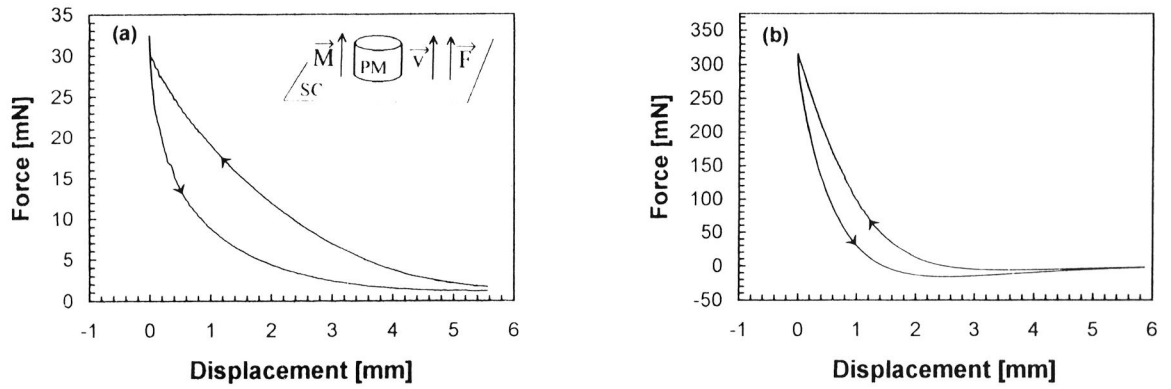 (a)
M v F
PM
SC
Force [mN]
35
30
25
20
15
10
5
0
-1 0 1 2 3 4 5 6
Displacement [mm]
(b)
Force [mN]
350
300
250
200
150
100
50
0
-50
-1 0 1 2 3 4 5 6
Displacement [mm]